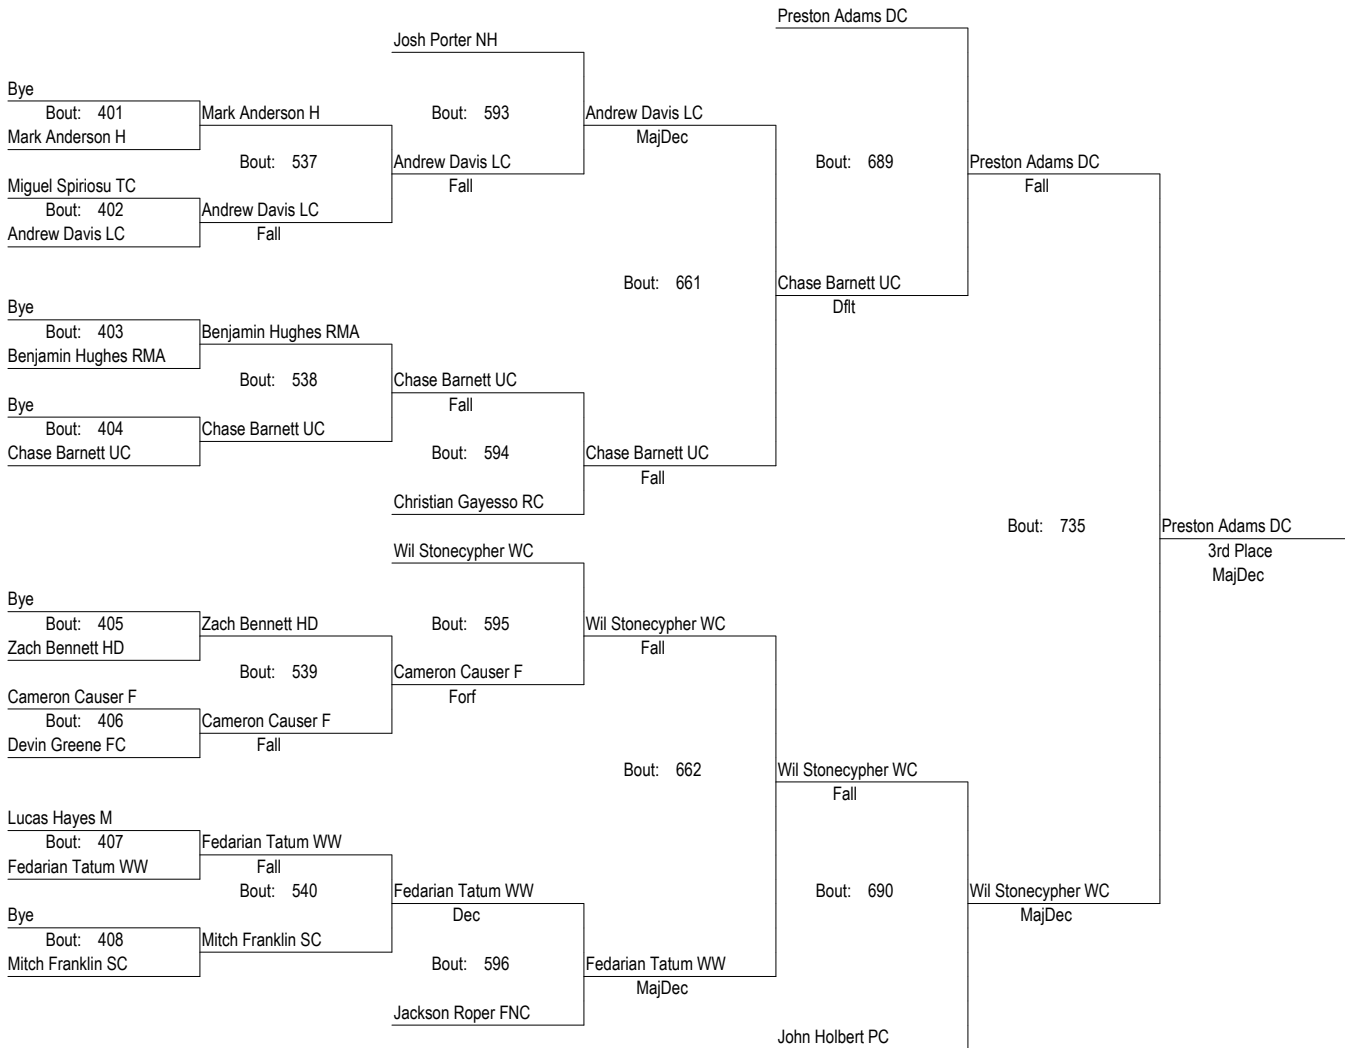 Preston Adams DC
Josh Porter NH
Bye
Bout: 401
Mark Anderson H
Mark Anderson H
Bout: 593
Andrew Davis LC
MajDec
Bout: 537
Andrew Davis LC
Fall
Bout: 689
Preston Adams DC
Fall
Miguel Spiriosu TC
Bout: 402
Andrew Davis LC
Andrew Davis LC
Fall
Bout: 661
Chase Barnett UC
Dflt
Bye
Bout: 403
Benjamin Hughes RMA
Benjamin Hughes RMA
Bout: 538
Chase Barnett UC
Fall
Bye
Bout: 404
Chase Barnett UC
Chase Barnett UC
Bout: 594
Chase Barnett UC
Fall
Christian Gayesso RC
Bout: 735
Preston Adams DC
3rd Place
MajDec
Wil Stonecypher WC
Bye
Bout: 405
Zach Bennett HD
Zach Bennett HD
Bout: 595
Wil Stonecypher WC
Fall
Bout: 539
Cameron Causer F
Forf
Cameron Causer F
Bout: 406
Devin Greene FC
Cameron Causer F
Fall
Bout: 662
Wil Stonecypher WC
Fall
Lucas Hayes M
Bout: 407
Fedarian Tatum WW
Fedarian Tatum WW
Fall
Bout: 540
Fedarian Tatum WW
Dec
Bout: 690
Wil Stonecypher WC
MajDec
Bye
Bout: 408
Mitch Franklin SC
Mitch Franklin SC
Bout: 596
Fedarian Tatum WW
MajDec
Jackson Roper FNC
John Holbert PC